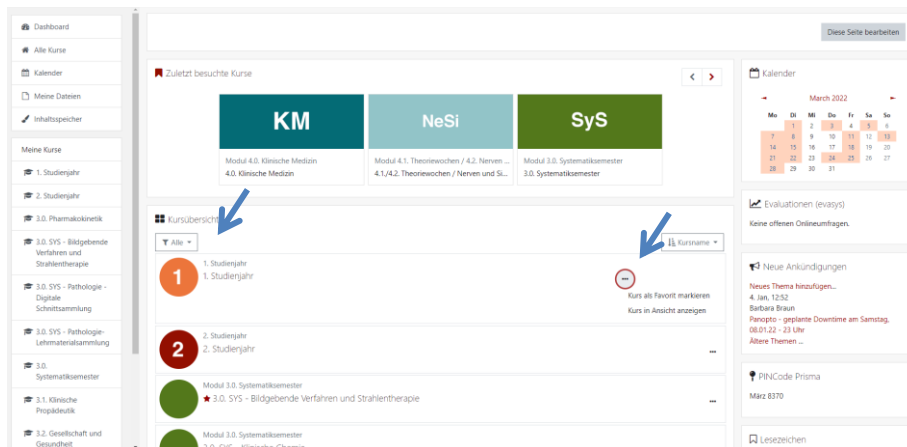 Dashboard
Alle Kurse
Kalender
Meine Dateien
Inhaltsspeicher
Meine Kurse
1. Studienjahr
2. Studienjahr
3.0. Pharmakokinetik
3.0. SYS - Bildgebende
Verfahren und
Strahlentherapie
3.0. SYS - Pathologie -
Digitale
Schnittsammlung
3.0. SYS - Pathologie-
Lehrmaterialsammlung
3.0.
Systematiksemester
3.1. Klinische
Propädeutik
3.2. Gesellschaft und
Gesundheit
Diese Seite bearbeiten
Zuletzt besuchte Kurse
KM
Modul 4.0. Klinische Medizin
4.0. Klinische Medizin
NeSi
Modul 4.1. Theoriewochen / 4.2. Nerven ...
4.1./4.2. Theoriewochen / Nerven und Si...
SyS
Modul 3.0. Systematiksemester
3.0. Systematiksemester
Kursübersicht
Alle
Kursname
1
1. Studienjahr
1. Studienjahr
Kurs als Favorit markieren
Kurs in Ansicht anzeigen
2
2. Studienjahr
2. Studienjahr
Modul 3.0. Systematiksemester
3.0. SYS - Bildgebende Verfahren und Strahlentherapie
Modul 3.0. Systematiksemester
3.0. SYS - Klinische Chemie
Kalender
March 2022
Mo Di Mi Do Fr Sa So
1 2 3 4 5 6
7 8 9 10 11 12 13
14 15 16 17 18 19 20
21 22 23 24 25 26 27
28 29 30 31
Evaluationen (evasys)
Keine offenen Onlineumfragen.
Neue Ankündigungen
Neues Thema hinzufügen...
4. Jan, 12:52
Barbara Braun
Panopto - geplante Downtime am Samstag,
08.01.22 - 23 Uhr
Ältere Themen ...
PINCode Prisma
März 8370
Lesezeichen